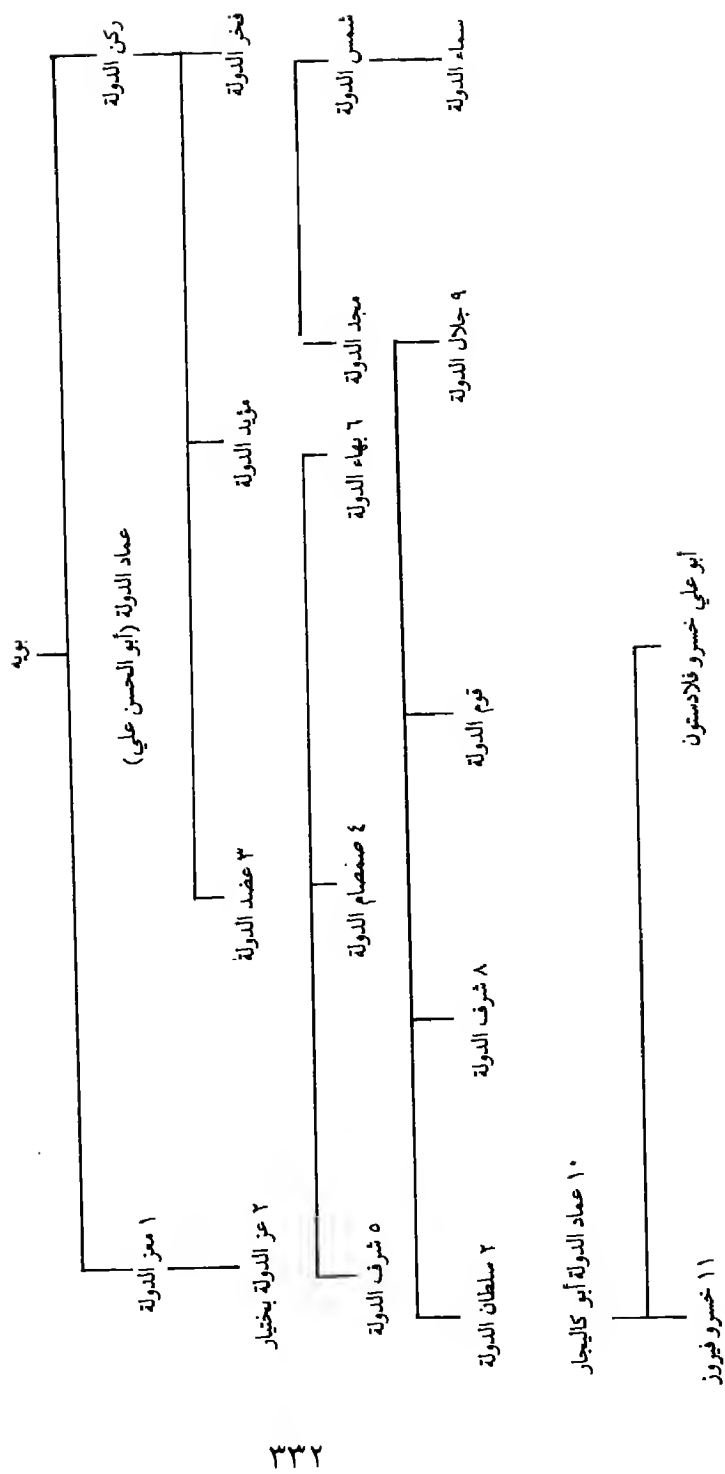 بويه
ركن الدولة
عماد الدولة (أبو الحسن علي)
١ معز الدولة
فخر الدولة
مؤيد الدولة
٣ عضد الدولة
٢ عز الدولة بختيار
شمس الدولة
مجد الدولة
٦ بهاء الدولة
٤ صمصام الدولة
٥ شرف الدولة
سماء الدولة
٩ جلال الدولة
قوم الدولة
٨ شرف الدولة
٢ سلطان الدولة
١٠ عماد الدولة أبو كاليجار
أبو علي خسرو فلادستون
١١ خسرو فيروز
٣٣٢